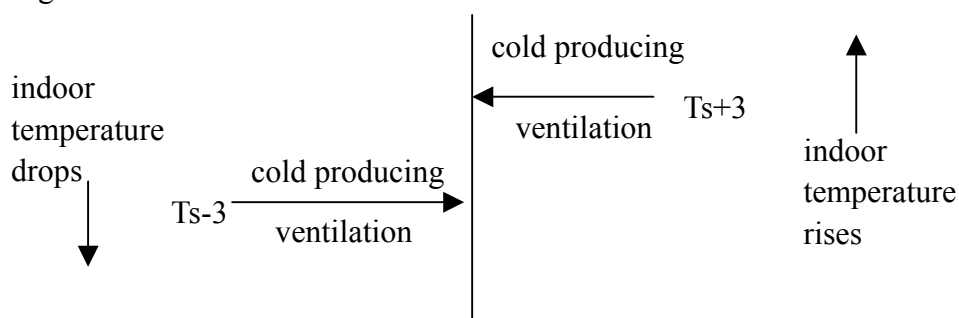 cold producing
Ts+3
ventilation
indoor
temperature
drops
cold producing
Ts-3
ventilation
indoor
temperature
rises